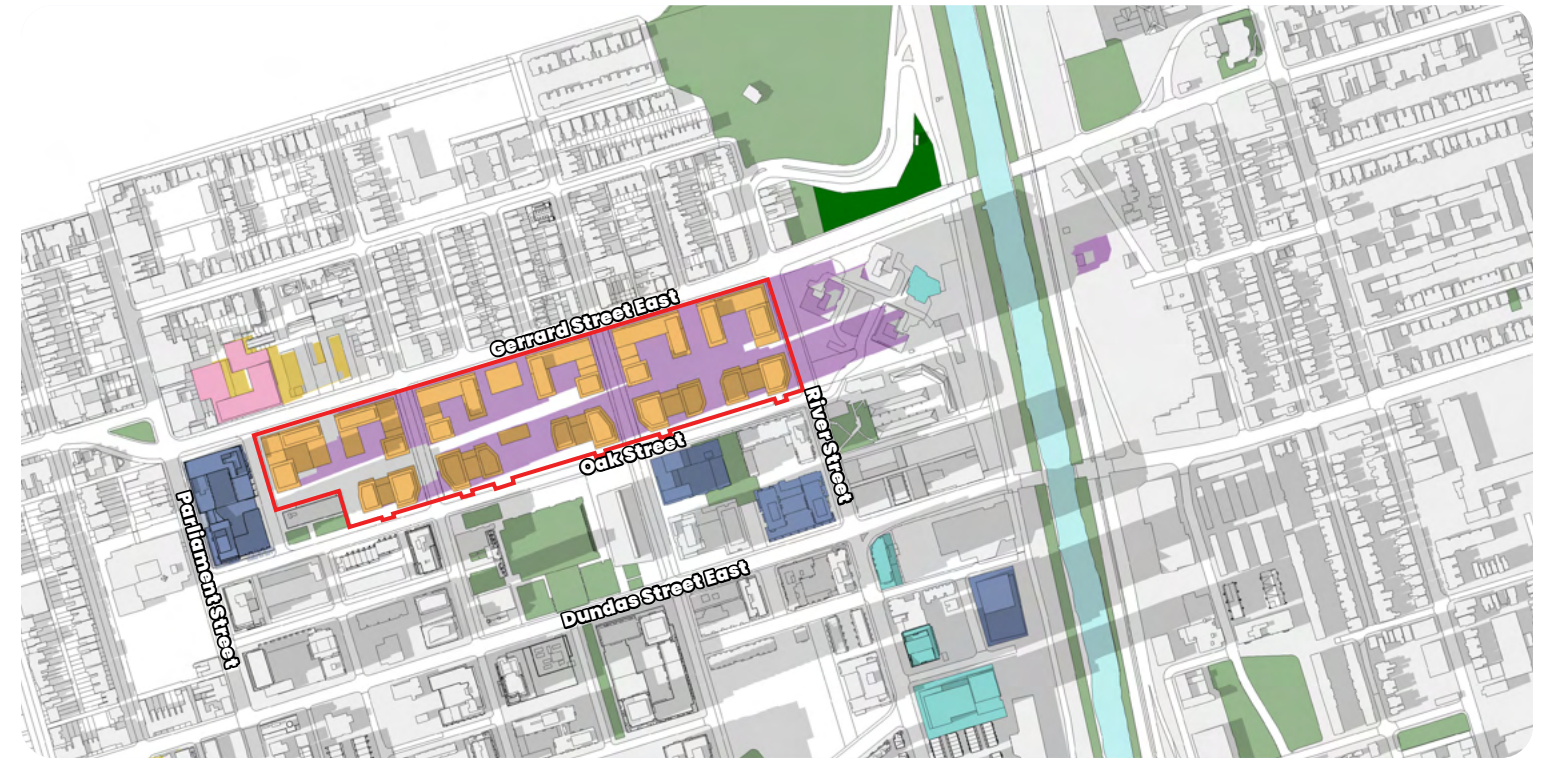 Gerrard Street East
Oak Street
River Street
Parliament Street
Dundas Street East